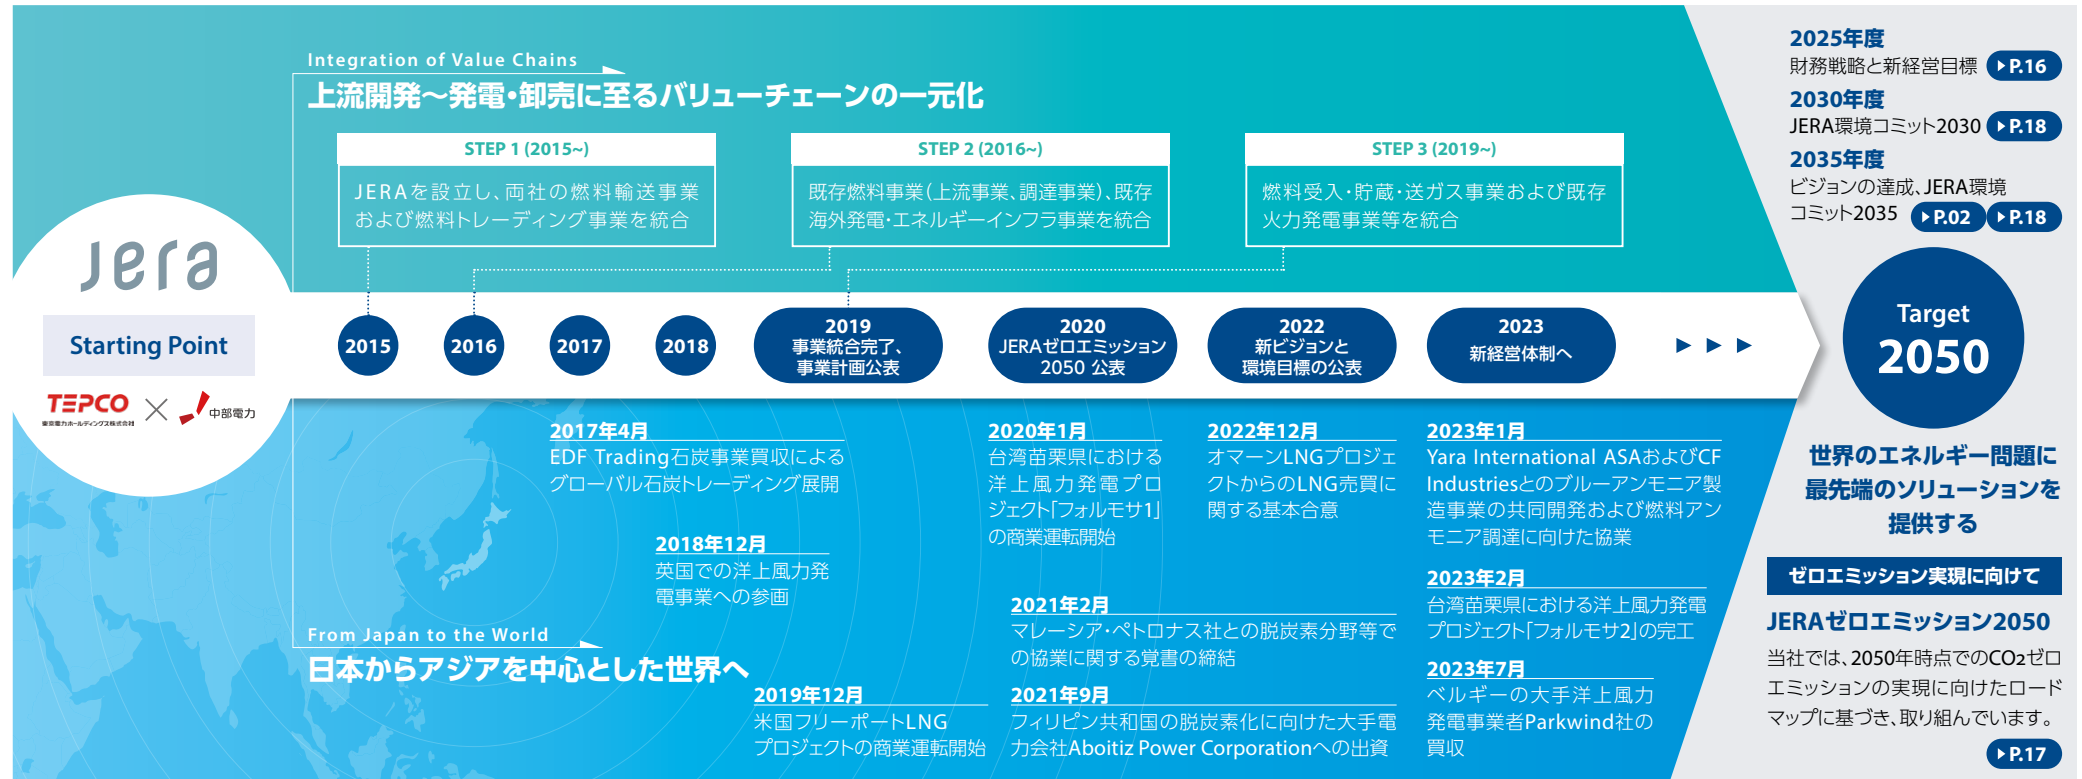 Integration of Value Chains
上流開発～発電・卸売に至るバリューチェーンの一元化
STEP 1 (2015~)
JERAを設立し、両社の燃料輸送事業
および燃料トレーディング事業を統合
STEP 2 (2016~)
既存燃料事業(上流事業、調達事業)、既存
海外発電・エネルギーインフラ事業を統合
STEP 3 (2019~)
燃料受入・貯蔵・送ガス事業および既存
火力発電事業等を統合
Jera
Starting Point
TEPCO
東京電力ホールディングス株式会社
中部電力
2015
2016
2017
2018
2019
事業統合完了、
事業計画公表
2020
JERAゼロエミッション
2050 公表
2022
新ビジョンと
環境目標の公表
2023
新経営体制へ
2017年4月
EDF Trading石炭事業買収による
グローバル石炭トレーディング展開
2018年12月
英国での洋上風力発
電事業への参画
From Japan to the World
日本からアジアを中心とした世界へ
2019年12月
米国フリーポートLNG
プロジェクトの商業運転開始
2020年1月
台湾苗栗県における
洋上風力発電プロ
ジェクト「フォルモサ1」
の商業運転開始
2021年2月
マレーシア・ペトロナス社との脱炭素分野等で
の協業に関する覚書の締結
2021年9月
フィリピン共和国の脱炭素化に向けた大手電
力会社Aboitiz Power Corporationへの出資
2022年12月
オマーンLNGプロジェ
クトからのLNG売買に
関する基本合意
2023年1月
Yara International ASAおよびCF
Industriesとのブルーアンモニア製
造事業の共同開発および燃料アン
モニア調達に向けた協業
2023年2月
台湾苗栗県における洋上風力発電
プロジェクト「フォルモサ2」の完工
2023年7月
ベルギーの大手洋上風力
発電事業者Parkwind社の
買収
2025年度
財務戦略と新経営目標 P.16
2030年度
JERA環境コミット2030 P.18
2035年度
ビジョンの達成、JERA環境
コミット2035 P.02 P.18
Target
2050
世界のエネルギー問題に
最先端のソリューションを
提供する
ゼロエミッション実現に向けて
JERAゼロエミッション2050
当社では、2050年時点でのCO2ゼロ
エミッションの実現に向けたロード
マップに基づき、取り組んでいます。
P.17